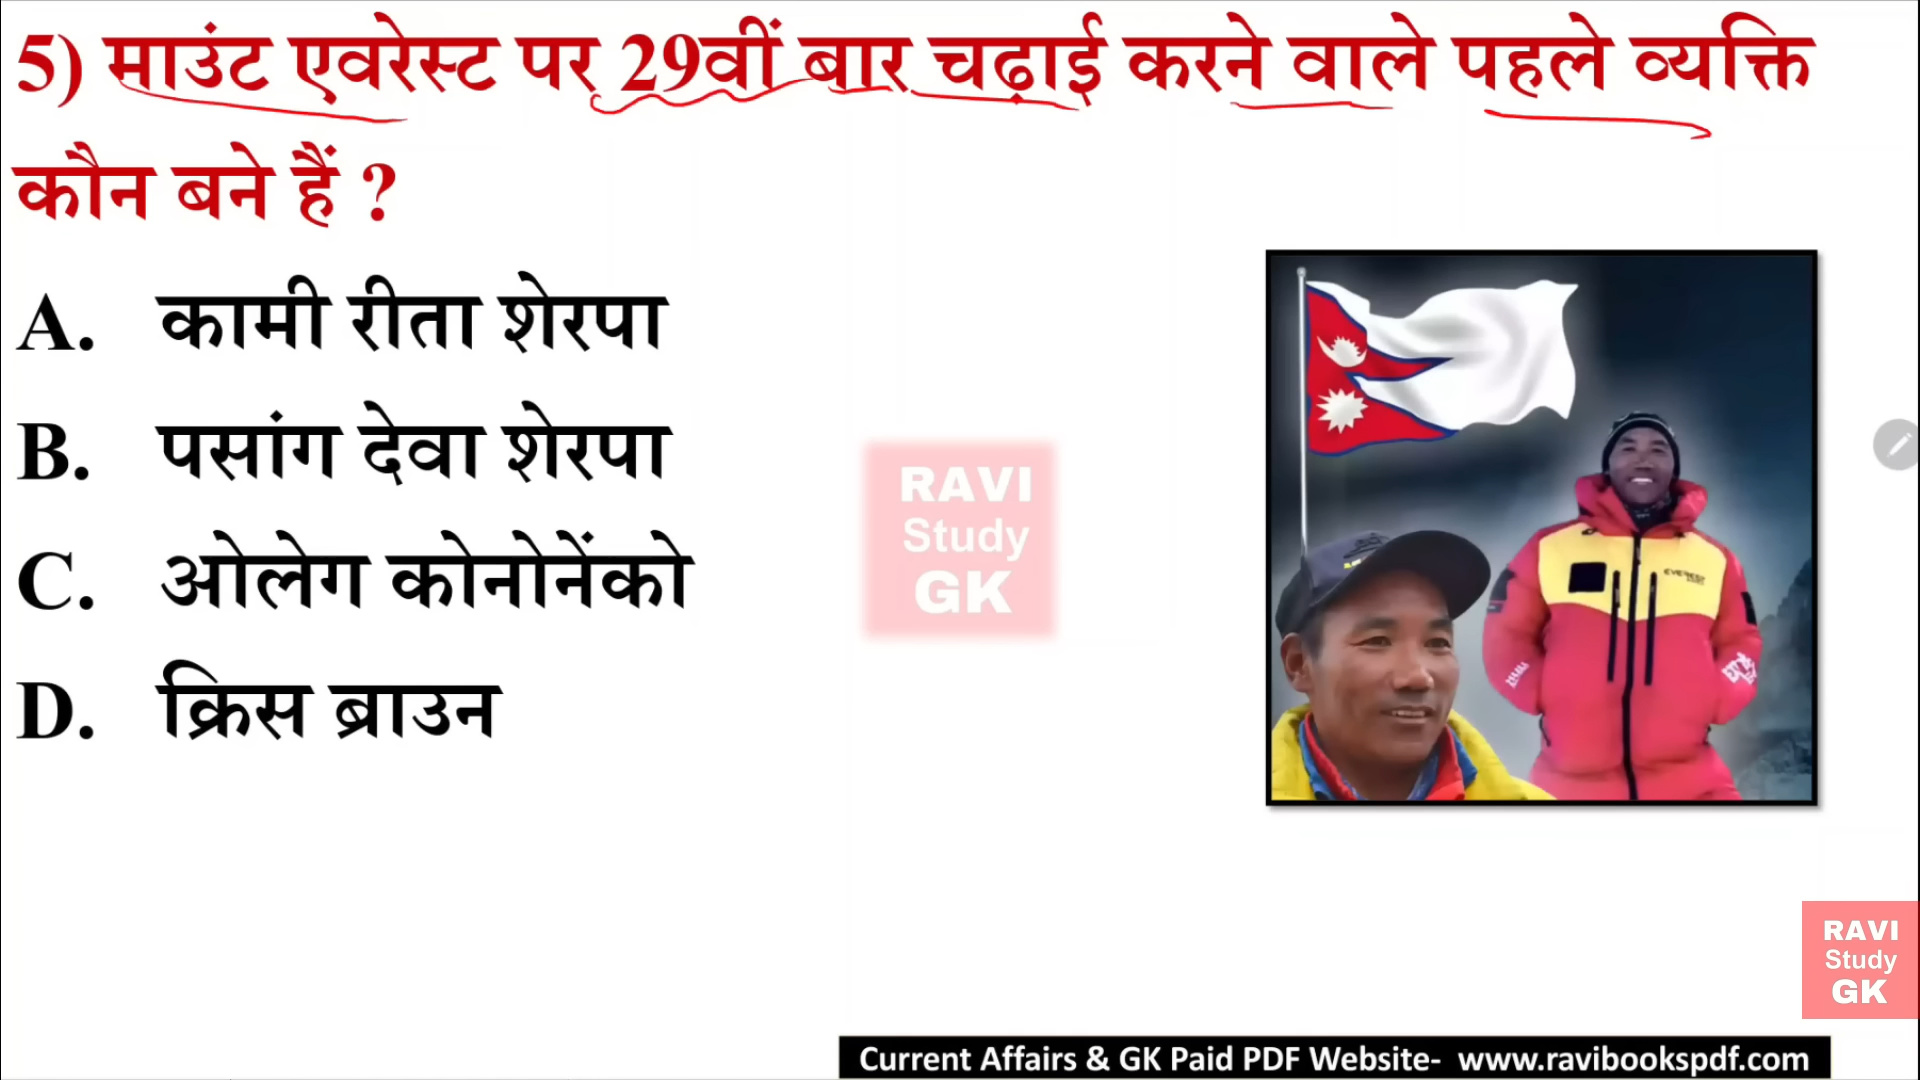 5) माउंट एवरेस्ट पर 29वीं बार चढ़ाई करने वाले पहले व्यक्ति
कौन बने हैं ?
A. कामी रीता शेरपा
B. पसांग देवा शेरपा
C. ओलेग कोनोनेंको
D. क्रिस ब्राउन
RAVI
Study
GK
EVEREST
RAVI
Study
GK
Current Affairs & GK Paid PDF Website- www.ravibookspdf.com